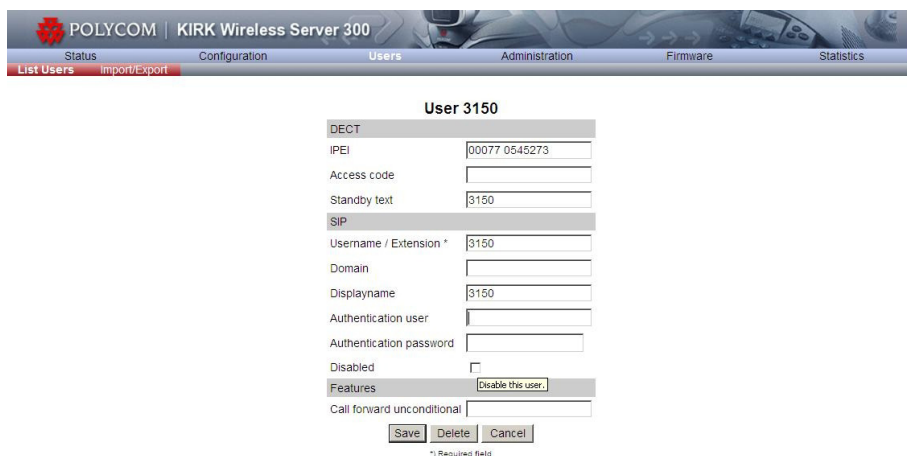 POLYCOM | KIRK Wireless Server 300
Status Configuration Users Administration Firmware Statistics
List Users Import/Export
User 3150
DECT
IPEI 00077 0545273
Access code
Standby text 3150
SIP
Username / Extension * 3150
Domain
Displayname 3150
Authentication user
Authentication password
Disabled
Disable this user.
Features
Call forward unconditional
Save Delete Cancel
*) Required field